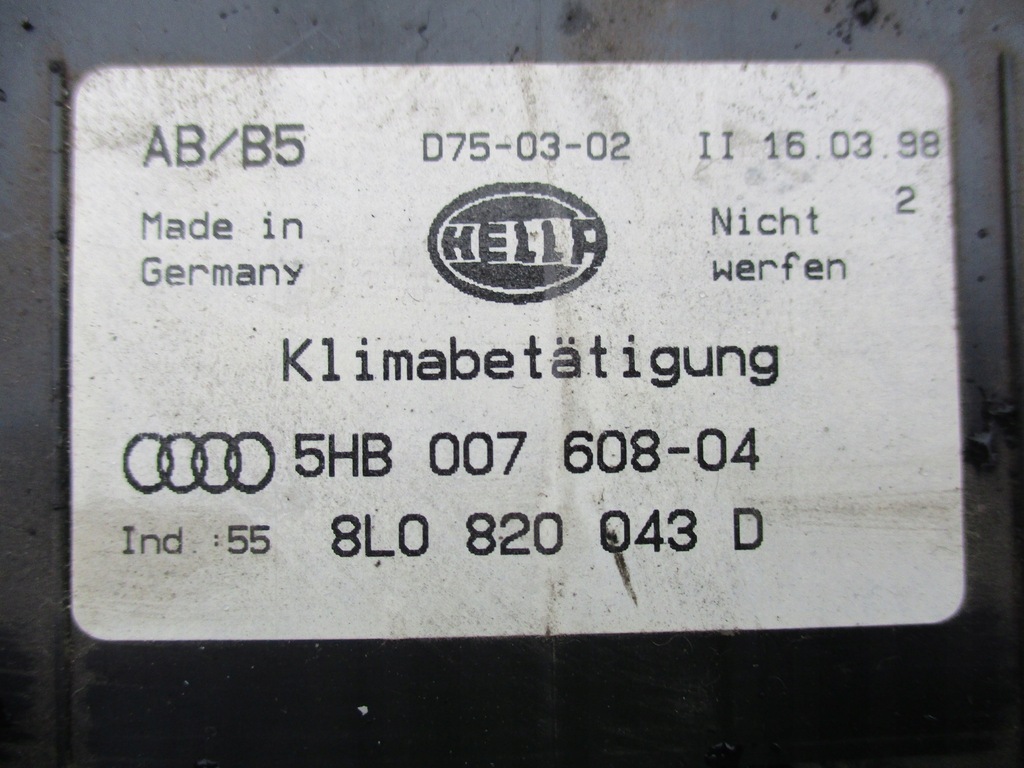 AB/B5 D75-03-02 II 16.03.98
2
Made in HELLA Nicht
Germany werfen
Klimabetätigung
5HB 007 608-04
Ind.:55 8L0 820 043 D